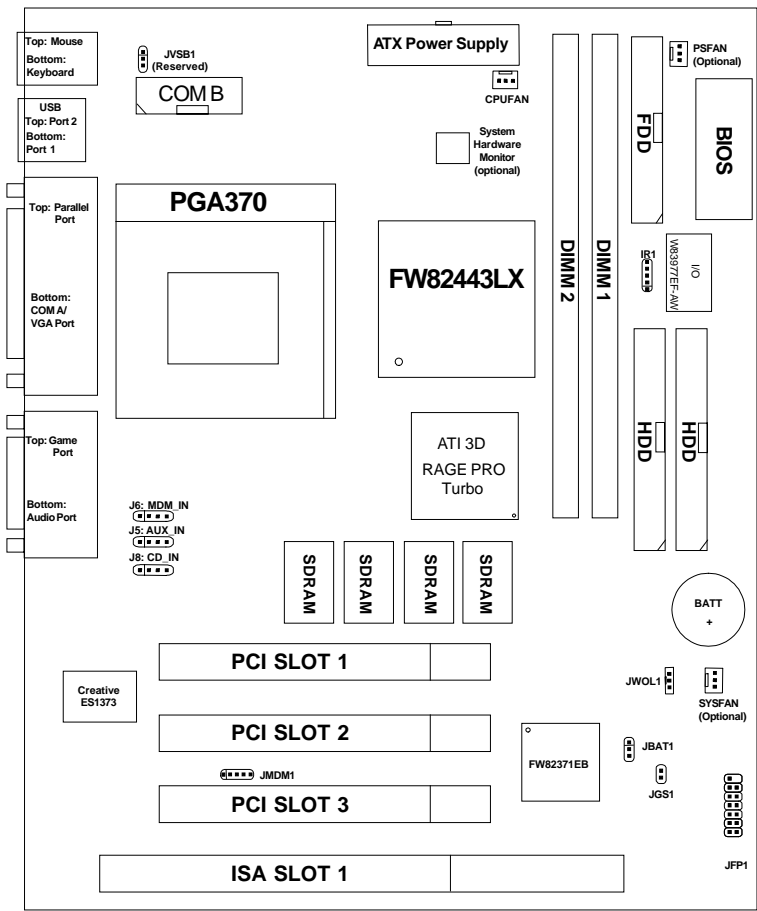 Top: Mouse
Bottom:
Keyboard
JVSB1
(Reserved)
COM B
ATX Power Supply
CPUFAN
PSFAN
(Optional)
USB
Top: Port 2
Bottom:
Port 1
System
Hardware
Monitor
(optional)
FDD
BIOS
Top: Parallel
Port
Bottom:
COM A/
VGA Port
PGA370
FW82443LX
DIMM 2
DIMM 1
IR1
I/O
W83977EF-AW
Top: Game
Port
Bottom:
Audio Port
ATI 3D
RAGE PRO
Turbo
HDD
HDD
J6: MDM_IN
J5: AUX_IN
J8: CD_IN
SDRAM
SDRAM
SDRAM
SDRAM
BATT
+
PCI SLOT 1
Creative
ES1373
JWOL1
SYSFAN
(Optional)
PCI SLOT 2
FW82371EB
JBAT1
JMDM1
JGS1
PCI SLOT 3
JFP1
ISA SLOT 1